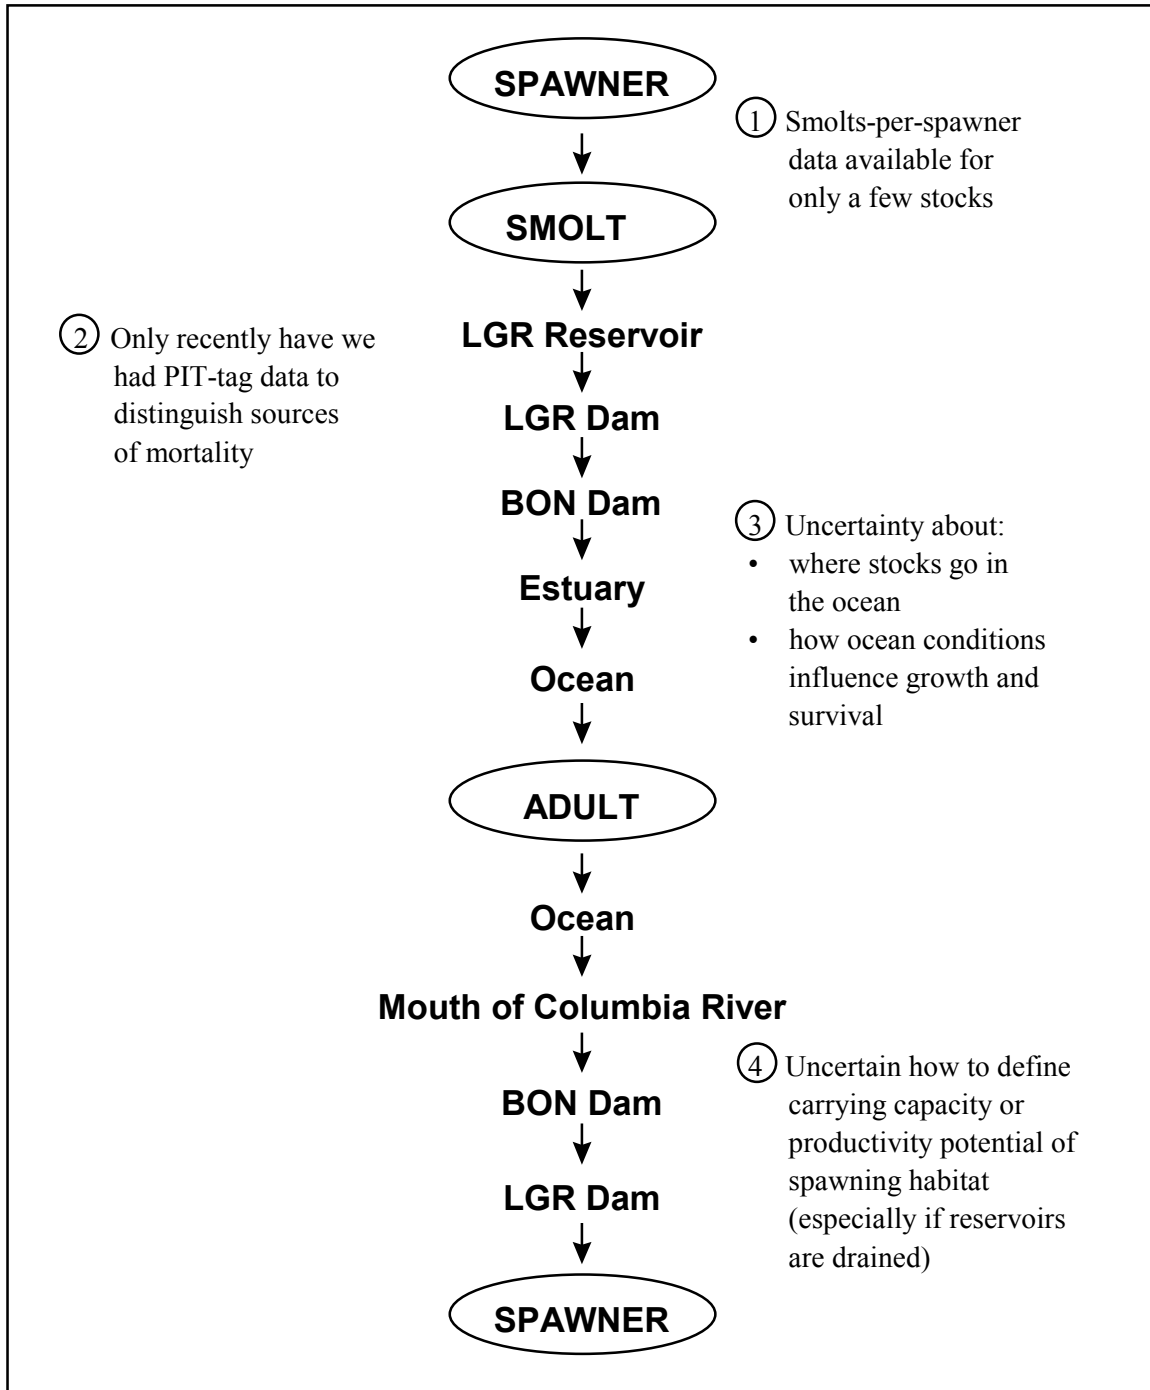 SPAWNER
① Smolts-per-spawner
data available for
only a few stocks
SMOLT
LGR Reservoir
② Only recently have we
had PIT-tag data to
distinguish sources
of mortality
LGR Dam
BON Dam
③ Uncertainty about:
• where stocks go in
the ocean
• how ocean conditions
influence growth and
survival
Estuary
Ocean
ADULT
Ocean
Mouth of Columbia River
④ Uncertain how to define
carrying capacity or
productivity potential of
spawning habitat
(especially if reservoirs
are drained)
BON Dam
LGR Dam
SPAWNER